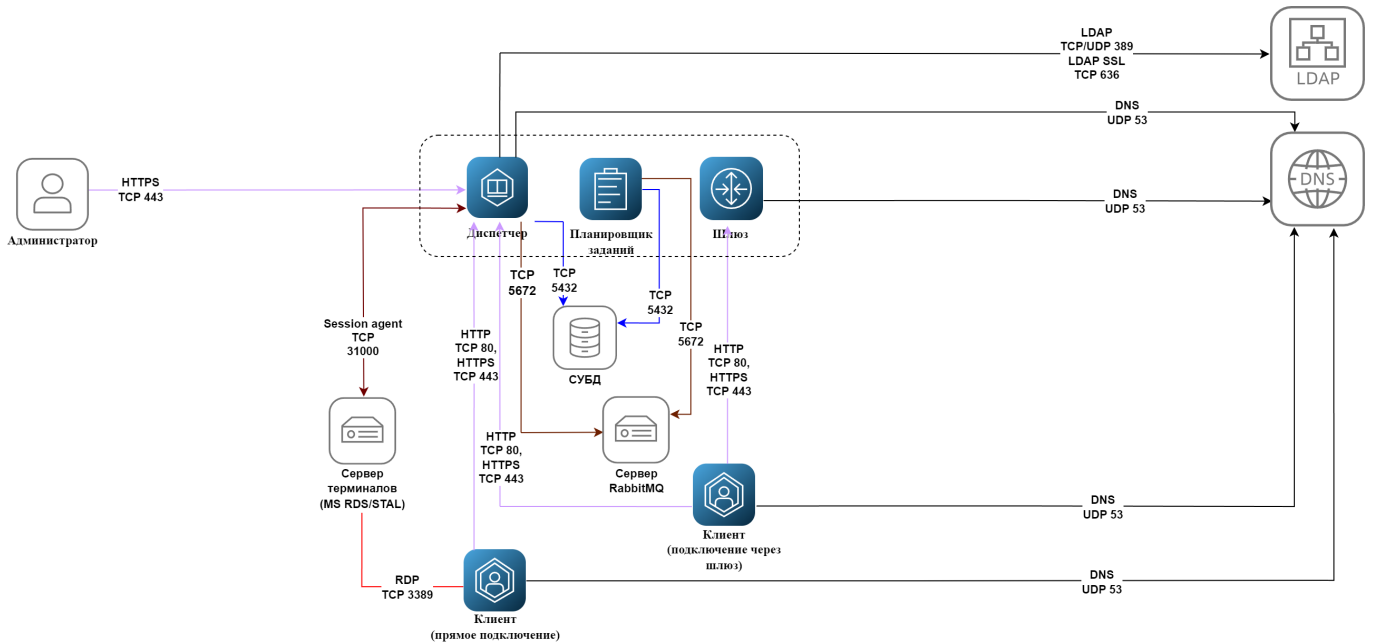 LDAP
TCP/UDP 389
LDAP SSL
TCP 636
LDAP
DNS
UDP 53
HTTPS
TCP 443
Администратор
Диспетчер
Планировщик
заданий
Шлюз
DNS
UDP 53
DNS
TCP
5672
TCP
5432
TCP
5432
Session agent
TCP
31000
HTTP
TCP 80,
HTTPS
TCP 443
TCP
5672
HTTP
TCP 80,
HTTPS
TCP 443
СУБД
HTTP
TCP 80,
HTTPS
TCP 443
Сервер
терминалов
(MS RDS/STAL)
Сервер
RabbitMQ
DNS
UDP 53
Клиент
(подключение через
шлюз)
RDP
TCP 3389
DNS
UDP 53
Клиент
(прямое подключение)